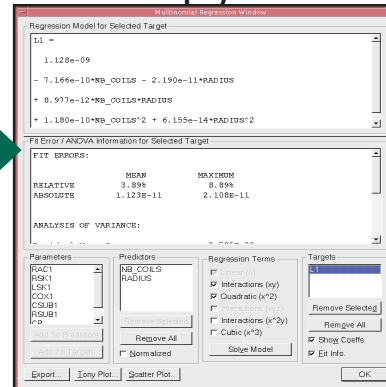 Multinomial Regression Window
Regression Model for Selected Target
L1 =
1.128e-09
- 7.166e-10*NB_COILS - 2.190e-11*RADIUS
+ 8.977e-12*NB_COILS*RADIUS
+ 1.180e-10*NB_COILS^2 + 6.155e-14*RADIUS^2
Fit Error / ANOVA Information for Selected Target
FIT ERRORS:
MEAN MAXIMUM
RELATIVE 3.89% 8.89%
ABSOLUTE 1.123E-11 2.108E-11
ANALYSIS OF VARIANCE:
Parameters
RAC1
RSK1
LSK1
COX1
CSUB1
RSUB1
Add To Predictors
Add To Targets
Predictors
NB_COILS
RADIUS
Remove Selected
Remove All
Normalized
Regression Terms
Linear (x)
Interactions (xy)
Quadratic (x^2)
Interactions (xyz)
Interactions (x^2y)
Cubic (x^3)
Solve Model
Targets
L1
Remove Selected
Remove All
Show Coeffs.
Fit Info.
Export... Tony Plot... Scatter Plot... OK